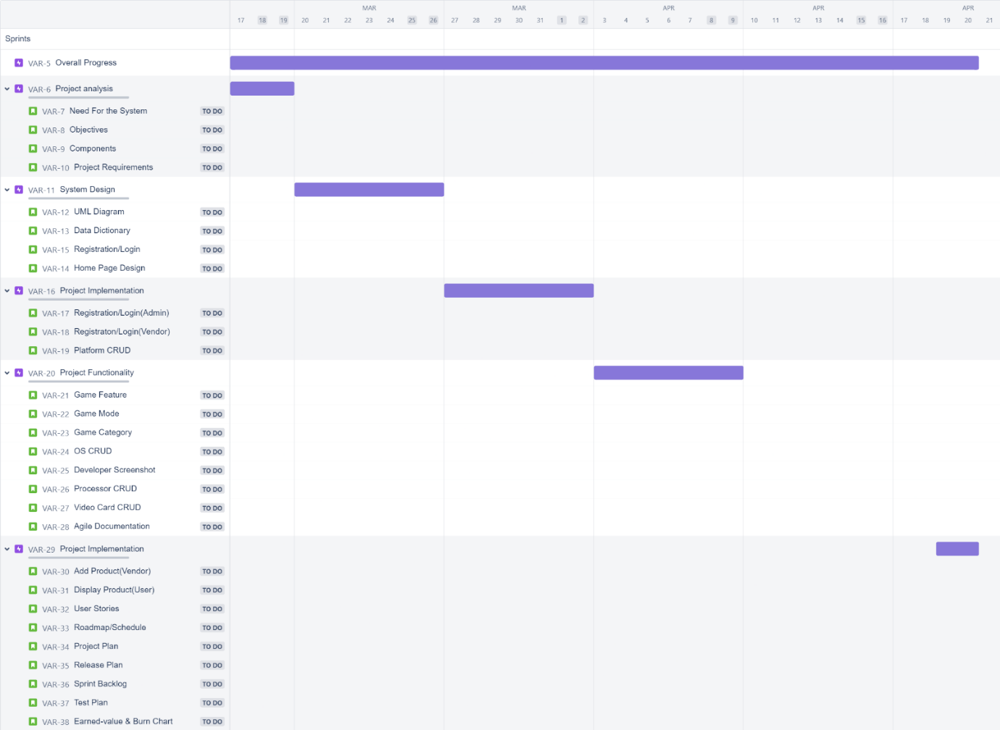 MAR MAR APR APR APR
17 18 19 20 21 22 23 24 25 26 27 28 29 30 31 1 2 3 4 5 6 7 8 9 10 11 12 13 14 15 16 17 18 19 20 21
Sprints
VAR-5 Overall Progress
VAR-6 Project analysis
VAR-7 Need For the System TO DO
VAR-8 Objectives TO DO
VAR-9 Components TO DO
VAR-10 Project Requirements TO DO
VAR-11 System Design
VAR-12 UML Diagram TO DO
VAR-13 Data Dictionary TO DO
VAR-15 Registration/Login TO DO
VAR-14 Home Page Design TO DO
VAR-16 Project Implementation
VAR-17 Registration/Login(Admin) TO DO
VAR-18 Registraton/Login(Vendor) TO DO
VAR-19 Platform CRUD TO DO
VAR-20 Project Functionality
VAR-21 Game Feature TO DO
VAR-22 Game Mode TO DO
VAR-23 Game Category TO DO
VAR-24 OS CRUD TO DO
VAR-25 Developer Screenshot TO DO
VAR-26 Processor CRUD TO DO
VAR-27 Video Card CRUD TO DO
VAR-28 Agile Documentation TO DO
VAR-29 Project Implementation
VAR-30 Add Product(Vendor) TO DO
VAR-31 Display Product(User) TO DO
VAR-32 User Stories TO DO
VAR-33 Roadmap/Schedule TO DO
VAR-34 Project Plan TO DO
VAR-35 Release Plan TO DO
VAR-36 Sprint Backlog TO DO
VAR-37 Test Plan TO DO
VAR-38 Earned-value & Burn Chart TO DO